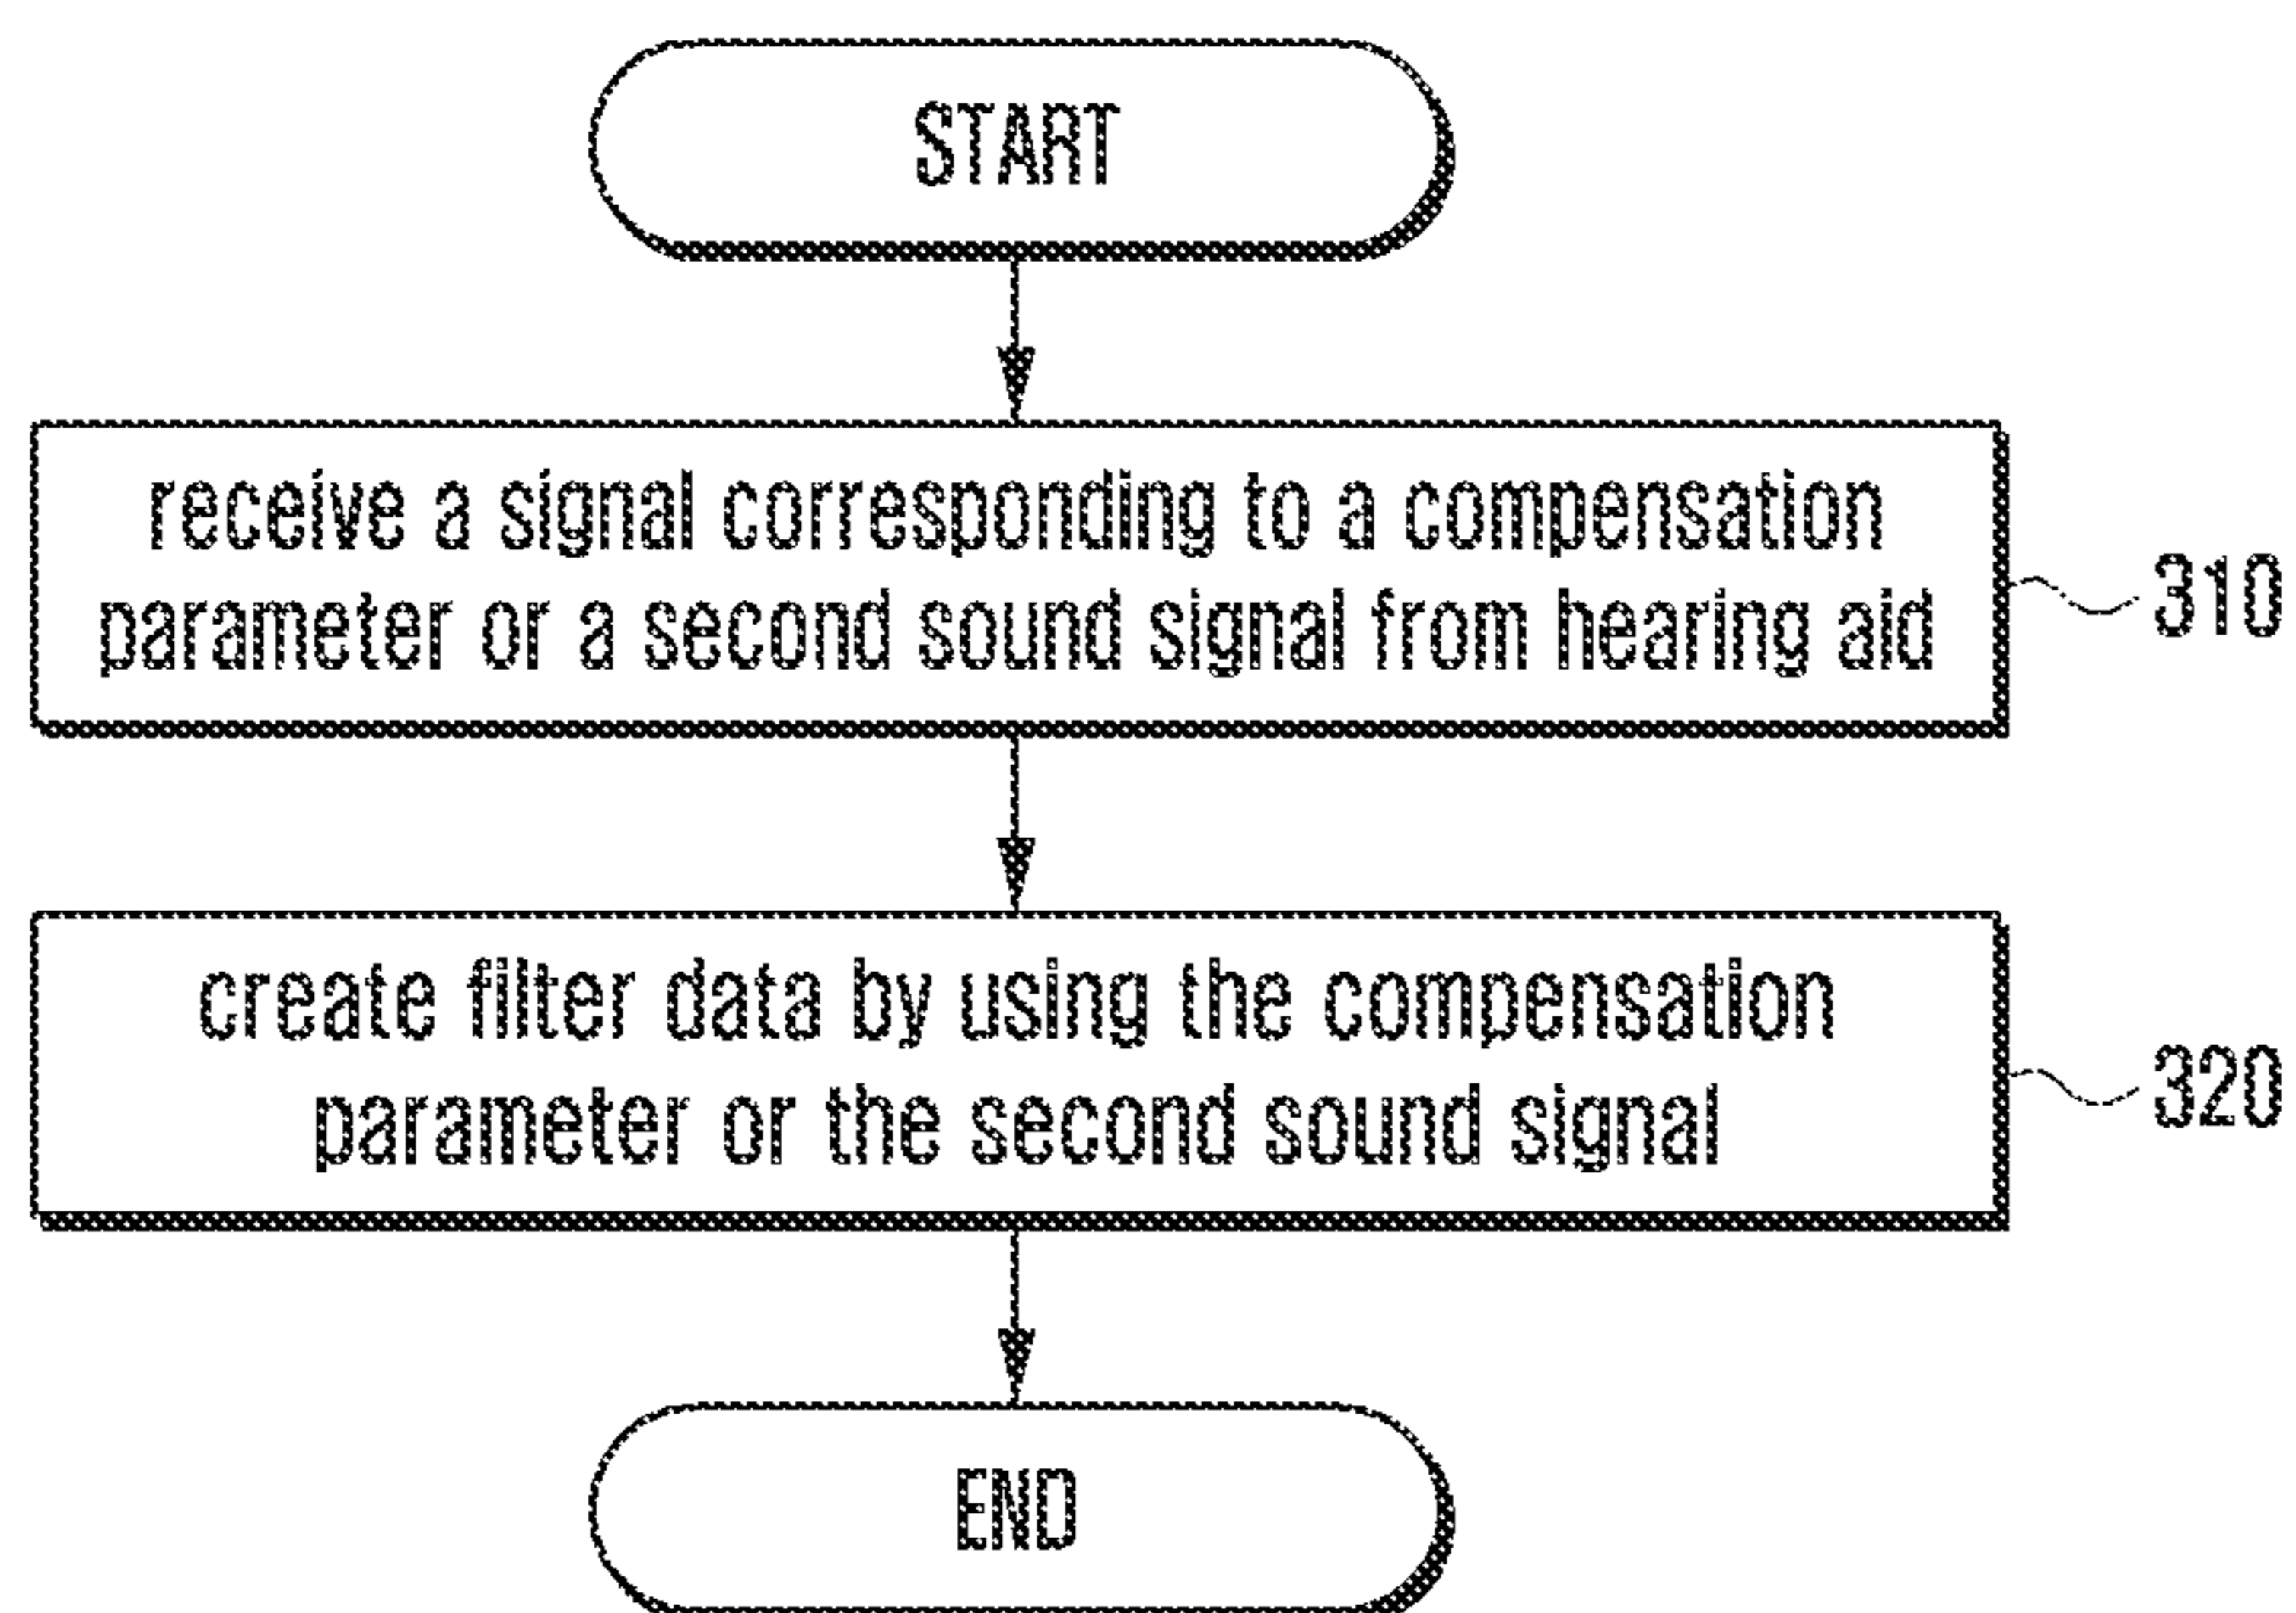 START
receive a signal corresponding to a compensation
parameter or a second sound signal from hearing aid
310
create filter data by using the compensation
parameter or the second sound signal
320
END